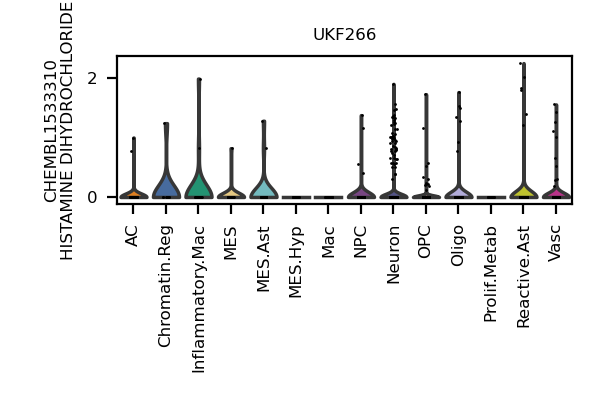 UKF266
CHEMBL1533310
HISTAMINE DIHYDROCHLORIDE
2
0
AC
Chromatin.Reg
Inflammatory.Mac
MES
MES.Ast
MES.Hyp
Mac
NPC
Neuron
OPC
Oligo
Prolif.Metab
Reactive.Ast
Vasc